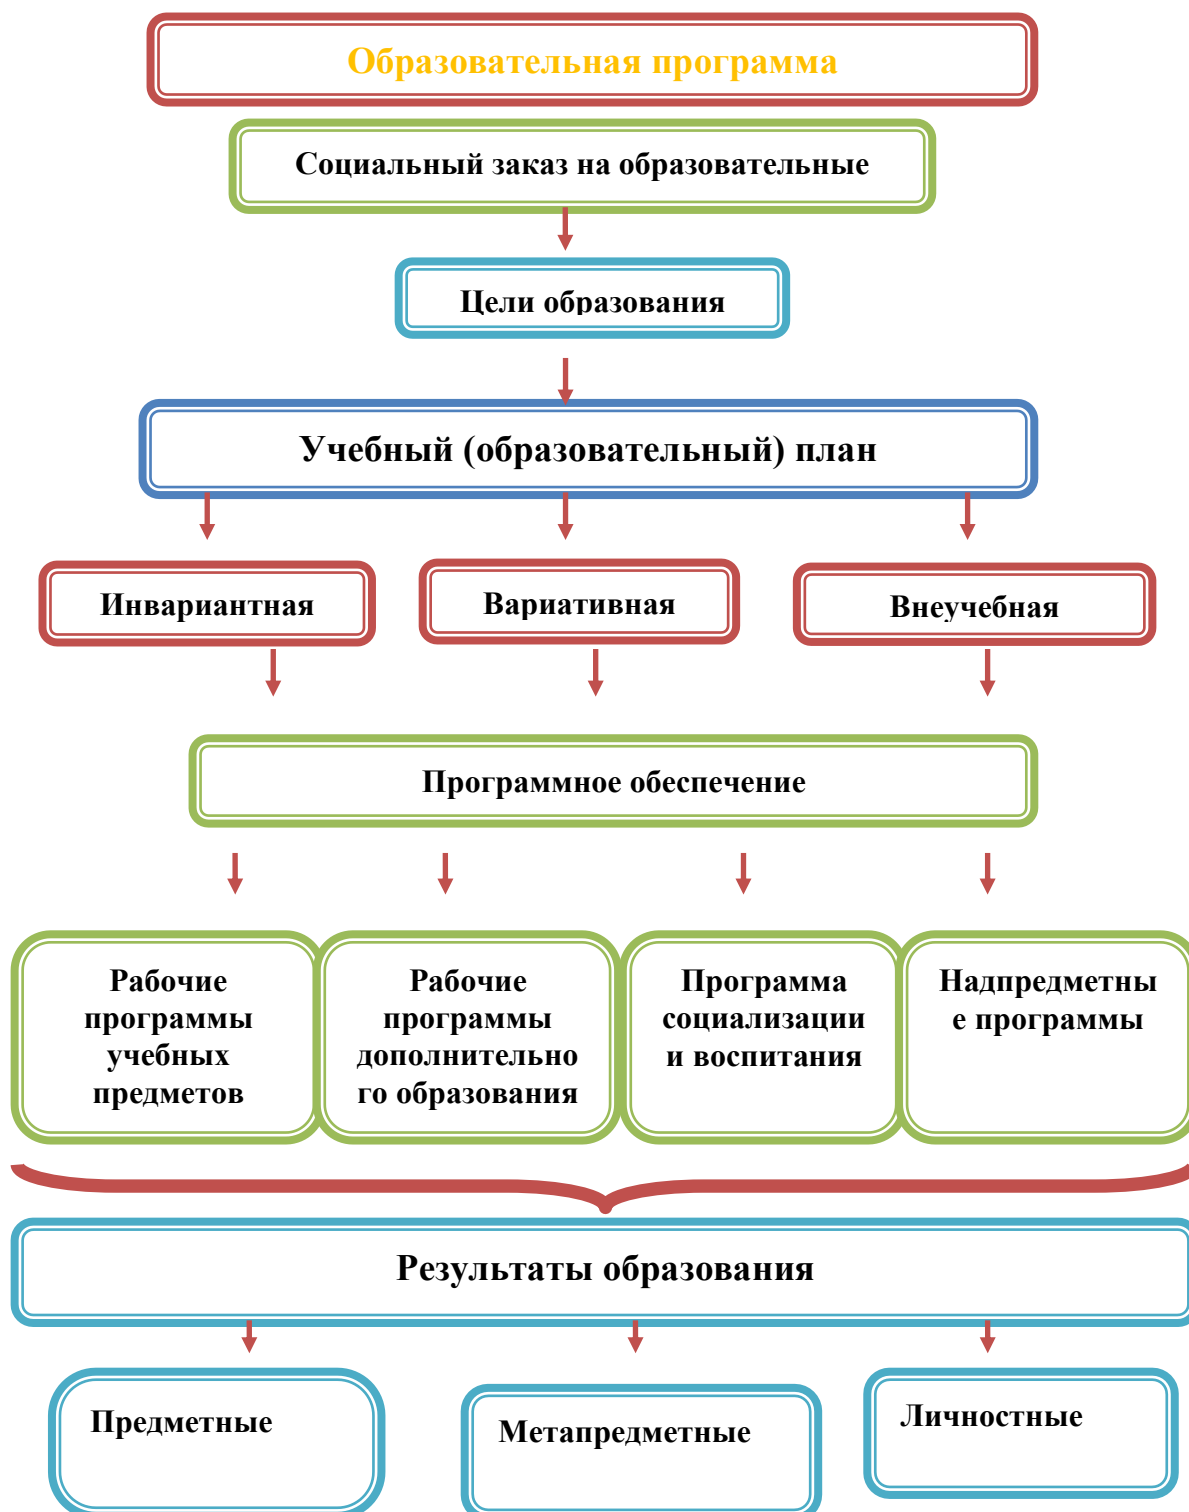 Образовательная программа
Социальный заказ на образовательные
Цели образования
Учебный (образовательный) план
Инвариантная
Вариативная
Внеучебная
Программное обеспечение
Рабочие
программы
учебных
предметов
Рабочие
программы
дополнительно
го образования
Программа
социализации
и воспитания
Надпредметны
е программы
Результаты образования
Предметные
Метапредметные
Личностные